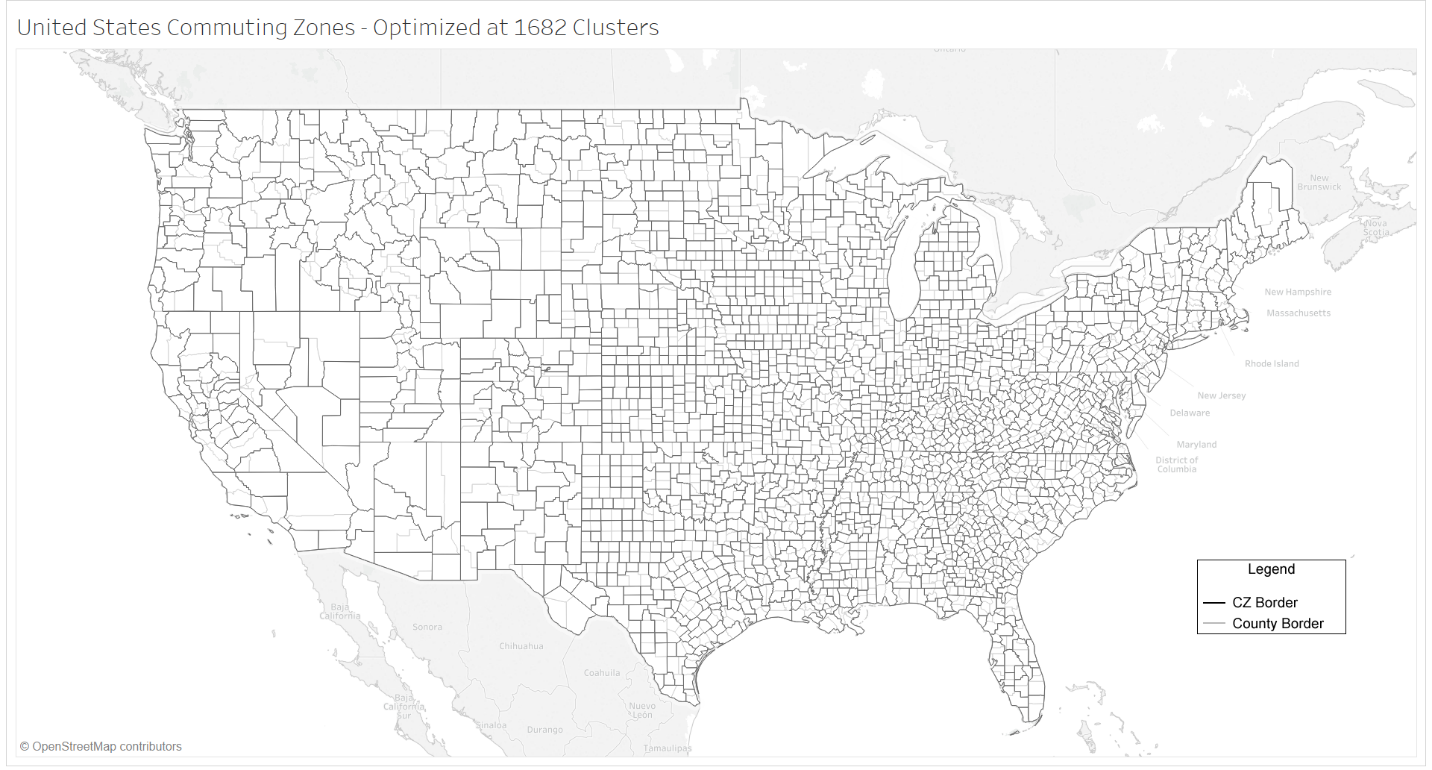 United States Commuting Zones - Optimized at 1682 Clusters
Ontario
New
Brunswick
Nova
Scotia
New Hampshire
Massachusetts
Rhode Island
New Jersey
Delaware
Maryland
District of
Columbia
Legend
CZ Border
County Border
Baja
California
Sonora
Chihuahua
Coahuila
Baja
California
Sur
Nuevo
León
Sinaloa
Durango
Tamaulipas
© OpenStreetMap contributors